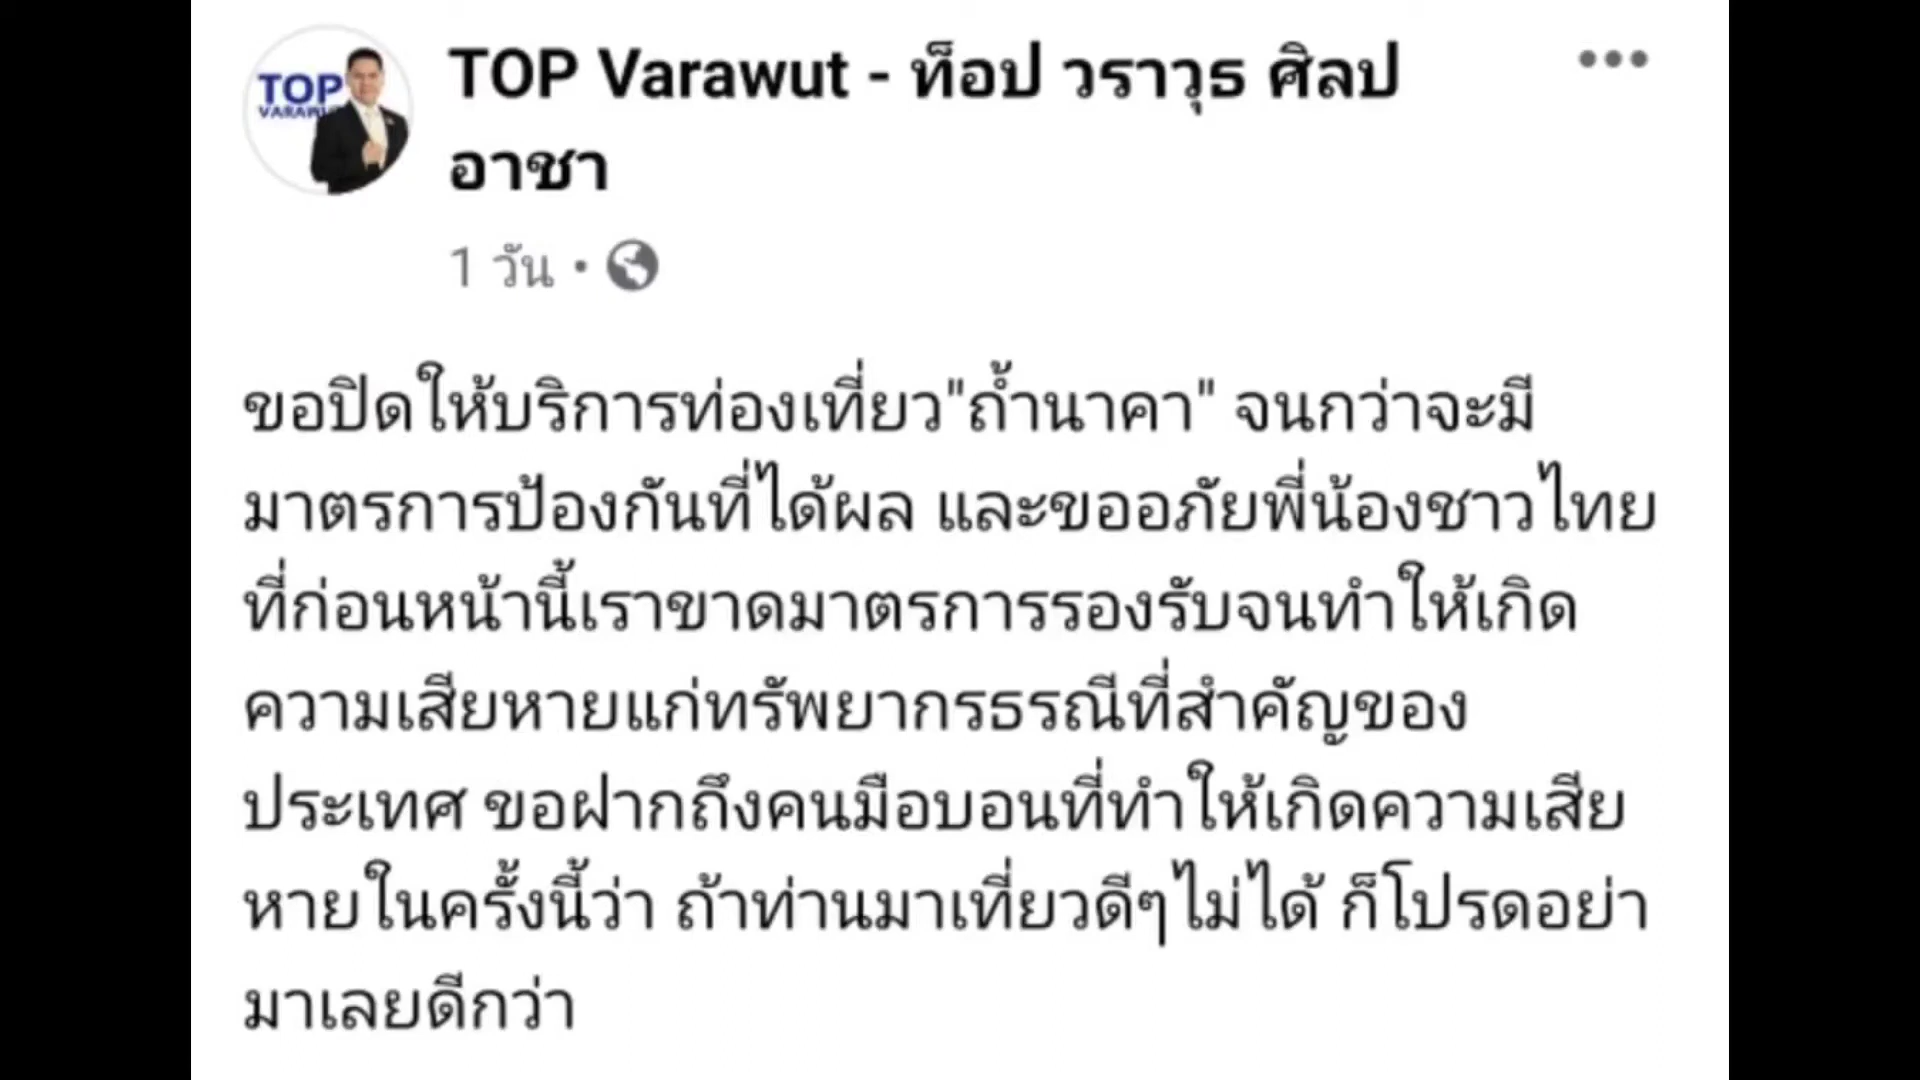 TOP
VARAWU
TOP Varawut - ท็อป วราวุธ ศิลป
อาชา
1 วัน •
ขอปิดให้บริการท่องเที่ยว"ถ้ำนาคา" จนกว่าจะมี
มาตรการป้องกันที่ได้ผล และขออภัยพี่น้องชาวไทย
ที่ก่อนหน้านี้เราขาดมาตรการรองรับจนทำให้เกิด
ความเสียหายแก่ทรัพยากรธรณีที่สำคัญของ
ประเทศ ขอฝากถึงคนมือบอนที่ทำให้เกิดความเสีย
หายในครั้งนี้ว่า ถ้าท่านมาเที่ยวดีๆไม่ได้ ก็โปรดอย่า
มาเลยดีกว่า